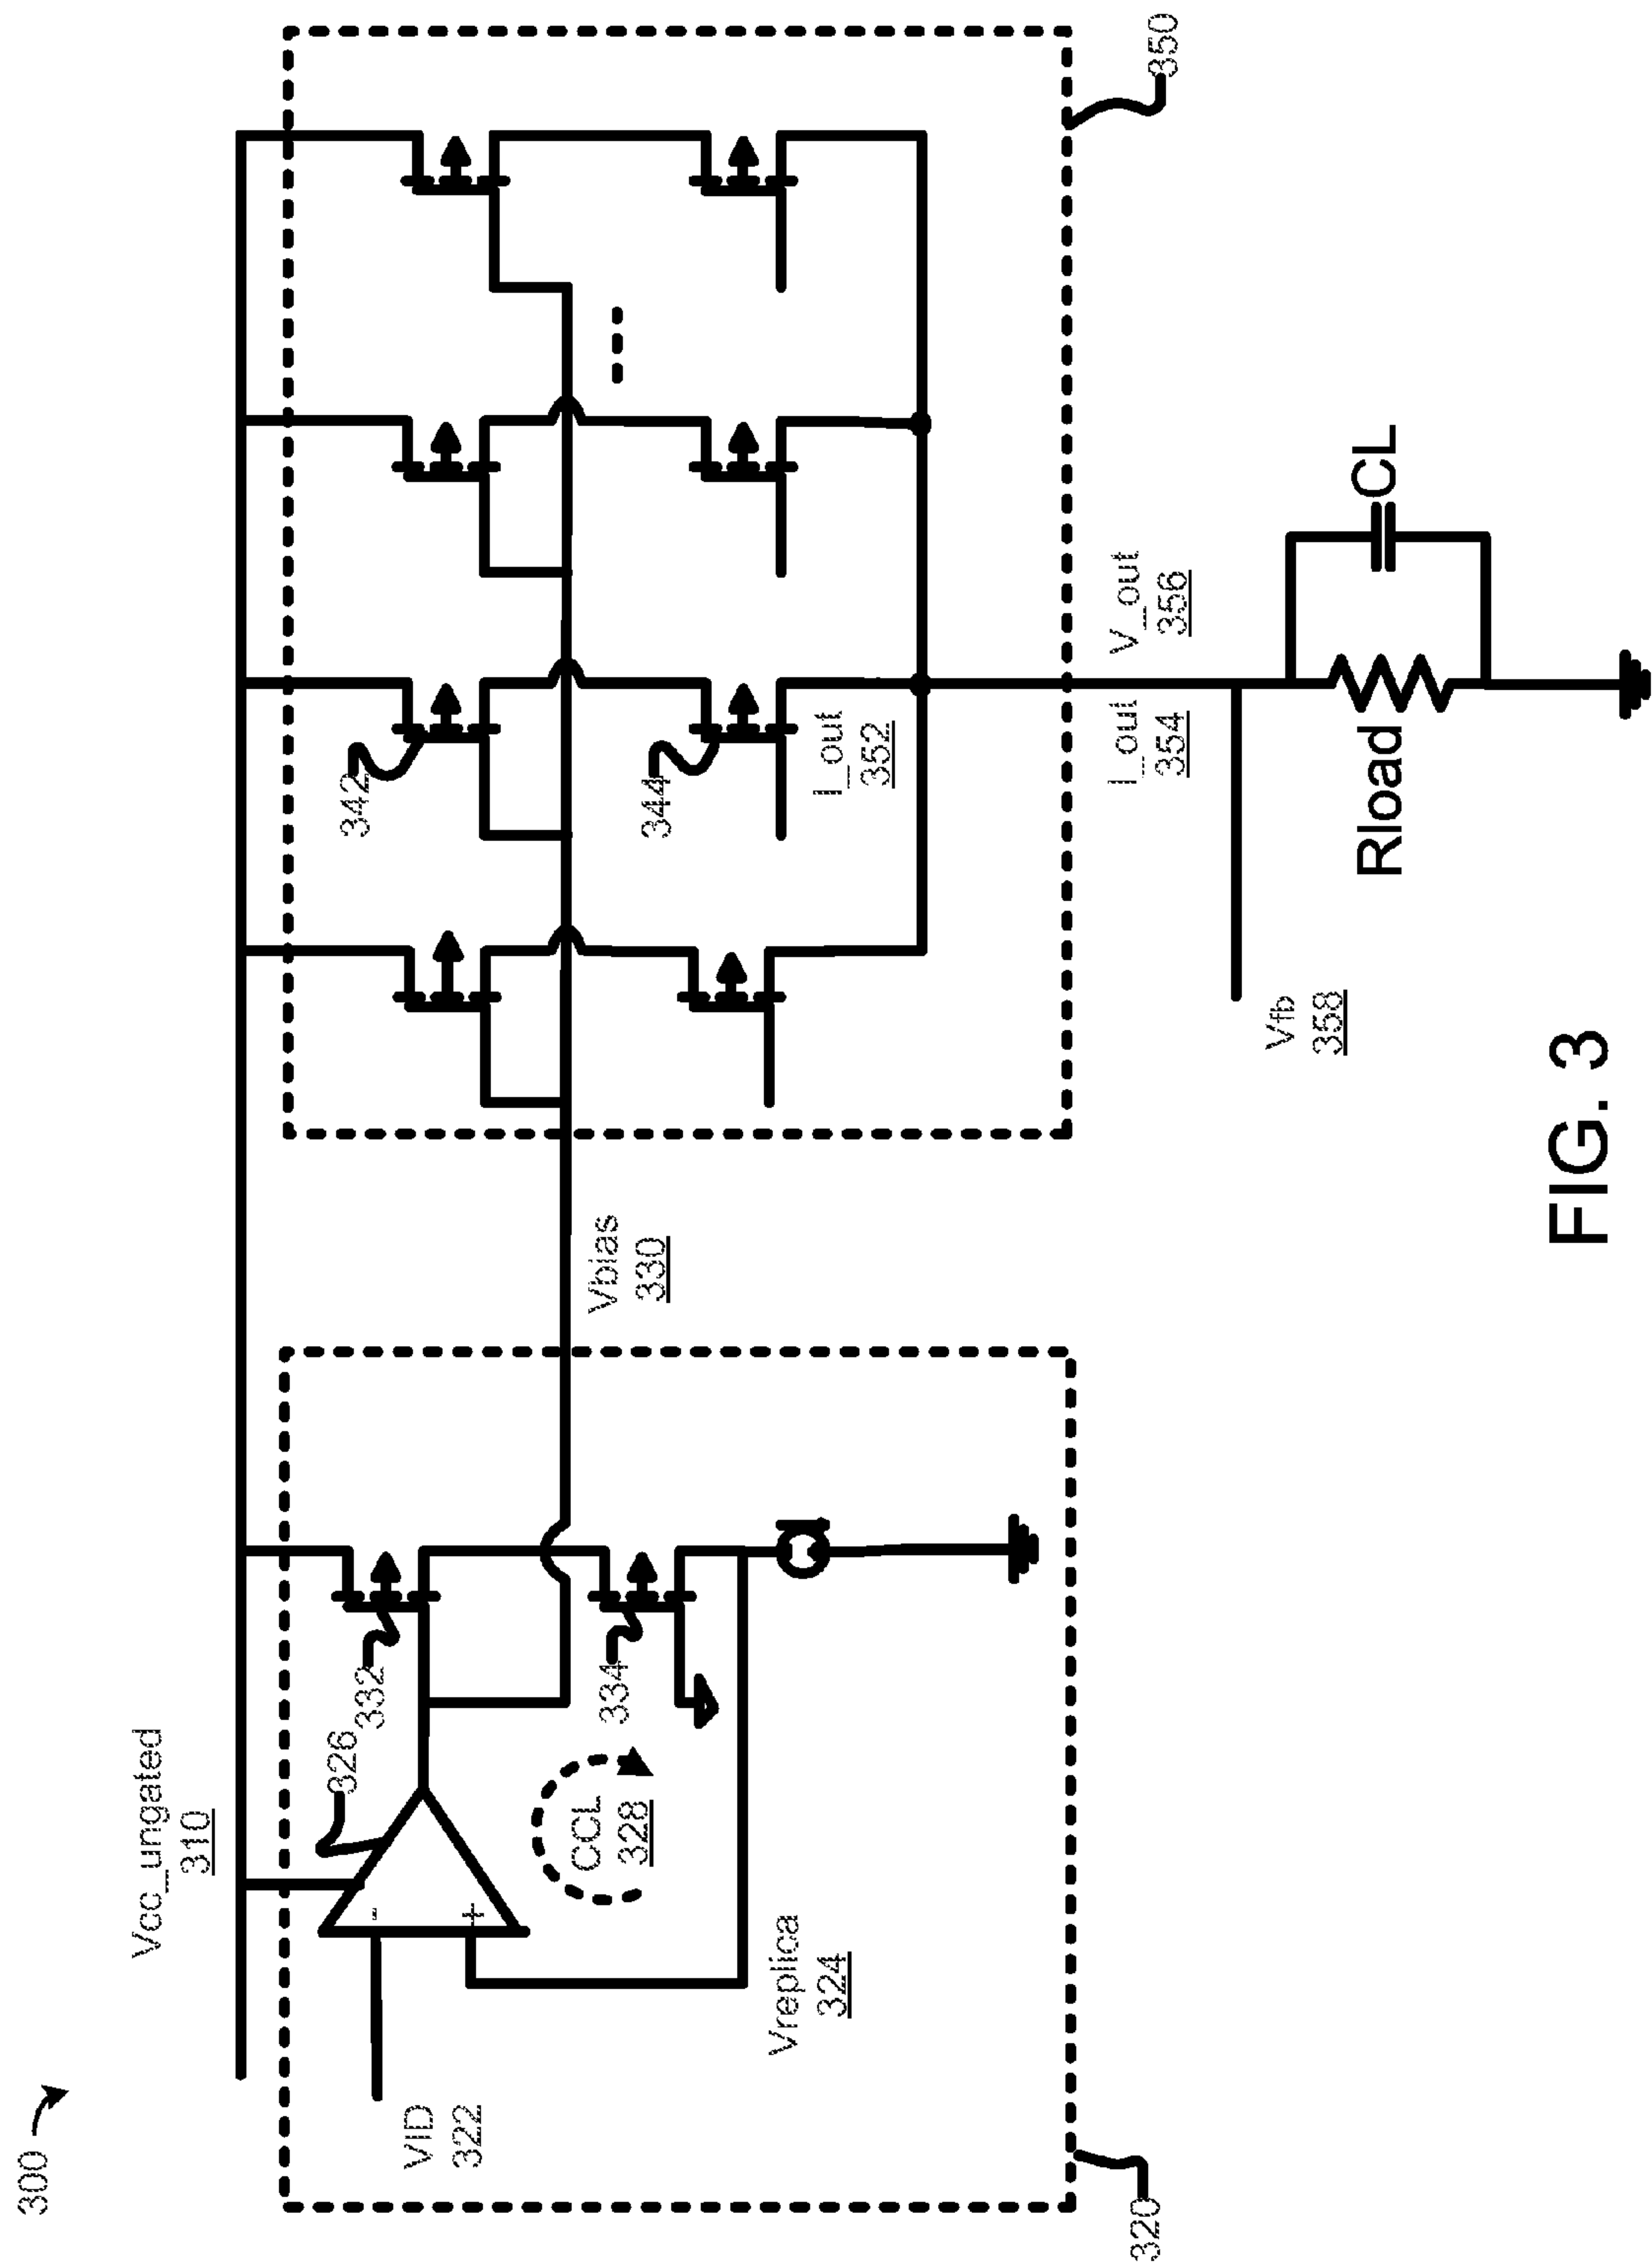 300
Vcc_ungated
310
VID
322
326
-
+
332
CCL
328
334
Vreplica
324
320
Vbias
330
342
344
I_out
352
I_out
354
V_out
356
Vfb
358
350
Rload
CL
FIG. 3